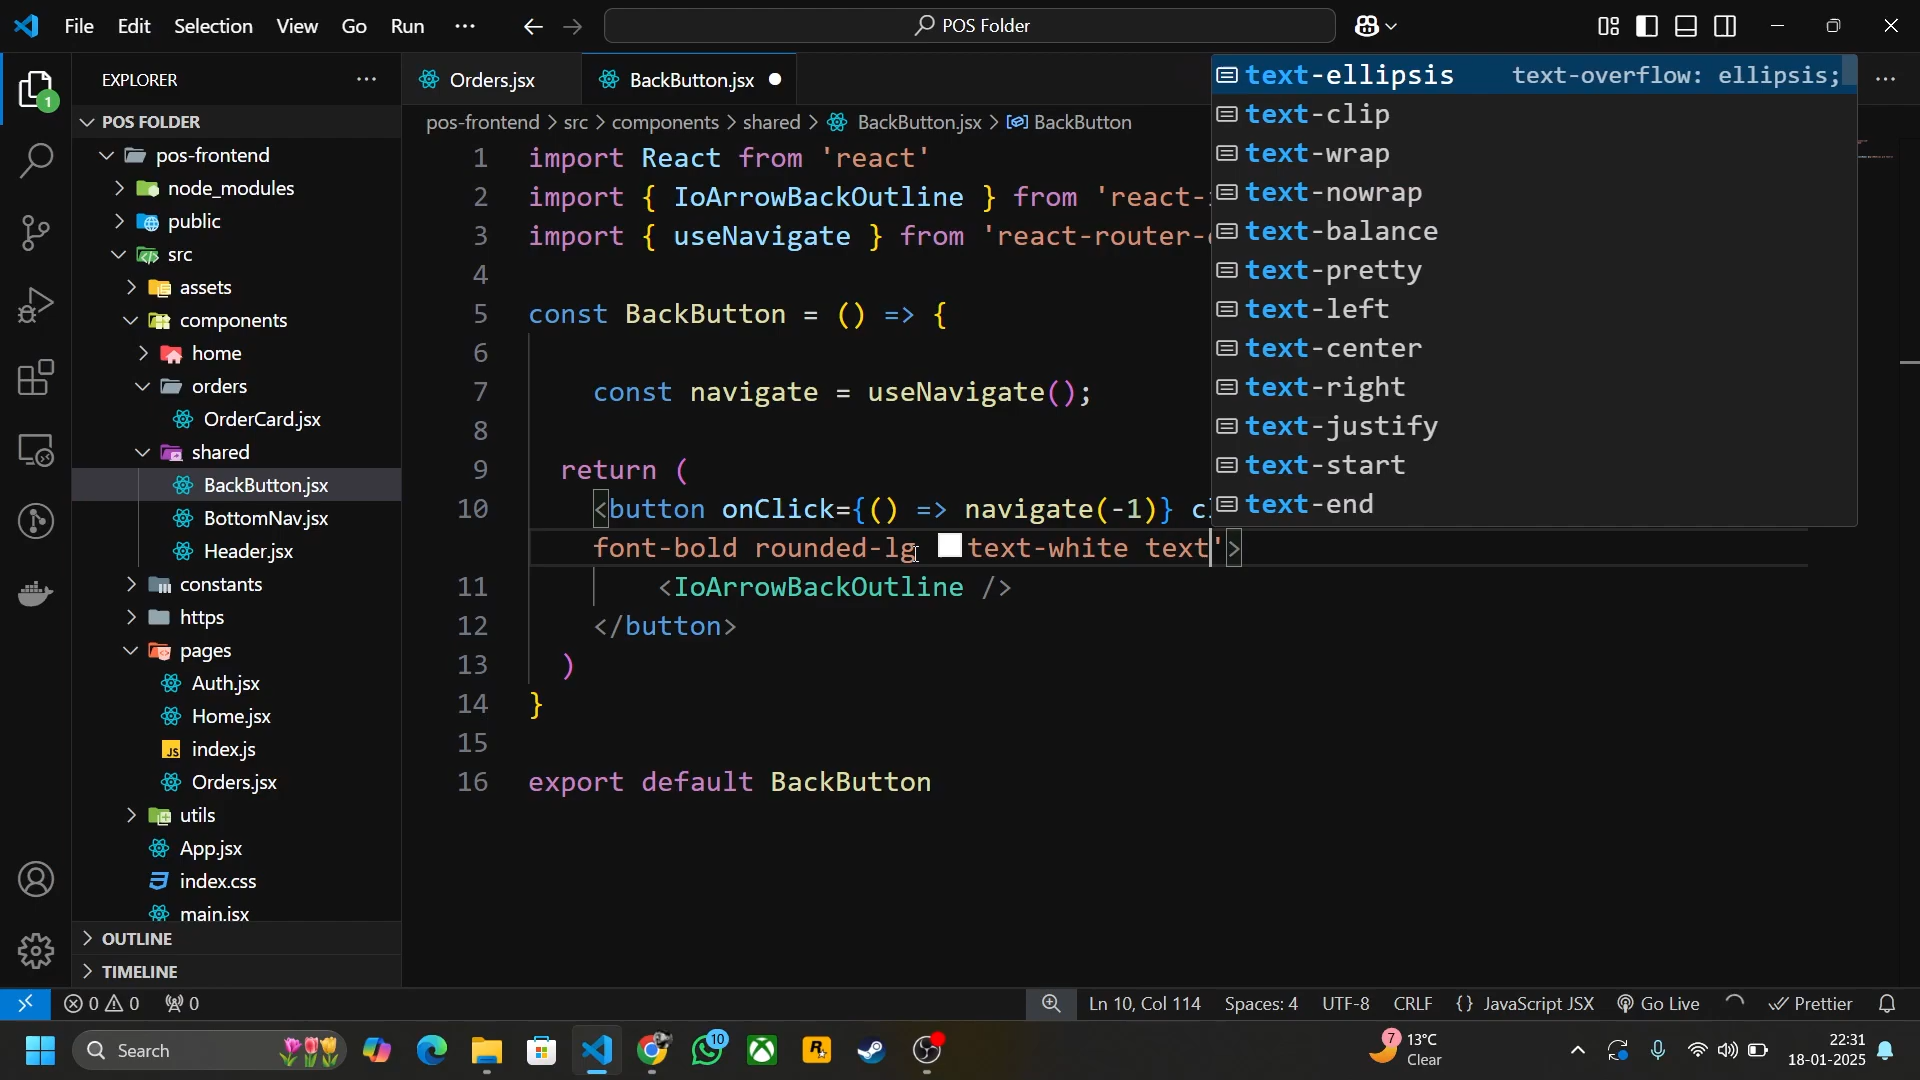 File Edit Selection View Go Run ··· POS Folder
EXPLORER ···
POS FOLDER
pos-frontend
node_modules
public
src
assets
components
home
orders
OrderCard.jsx
shared
BackButton.jsx
BottomNav.jsx
Header.jsx
constants
https
pages
Auth.jsx
Home.jsx
index.js
Orders.jsx
utils
App.jsx
index.css
main.jsx
OUTLINE
TIMELINE
Orders.jsx BackButton.jsx
pos-frontend > src > components > shared > BackButton.jsx > BackButton
1 import React from 'react'
2 import { IoArrowBackOutline } from 'react-
3 import { useNavigate } from 'react-router-
4
5 const BackButton = () => {
6
7 const navigate = useNavigate();
8
9 return (
10 <button onClick={() => navigate(-1)} cl
font-bold rounded-lg text-white text'>
11 <IoArrowBackOutline />
12 </button>
13 )
14 }
15
16 export default BackButton
text-ellipsis text-overflow: ellipsis;
text-clip
text-wrap
text-nowrap
text-balance
text-pretty
text-left
text-center
text-right
text-justify
text-start
text-end
0 0 0 Ln 10, Col 114 Spaces: 4 UTF-8 CRLF {} JavaScript JSX Go Live Prettier
Search 10 7 13°C
Clear
22:31
18-01-2025
1
JS